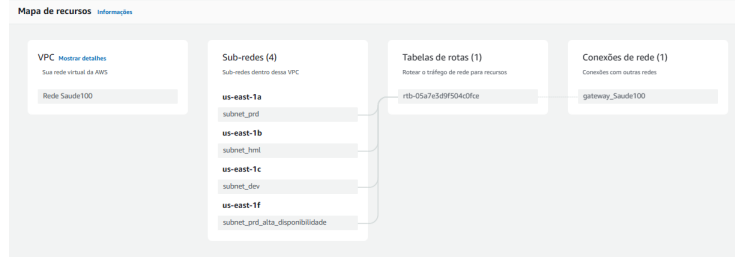 Mapa de recursos Informações
VPC Mostrar detalhes
Sua rede virtual da AWS
Rede Saude100
Sub-redes (4)
Sub-redes dentro dessa VPC
us-east-1a
subnet_prd
us-east-1b
subnet_hml
us-east-1c
subnet_dev
us-east-1f
subnet_prd_alta_disponibilidade
Tabelas de rotas (1)
Rotear o tráfego de rede para recursos
rtb-05a7e3d9f504c0fce
Conexões de rede (1)
Conexões com outras redes
gateway_Saude100